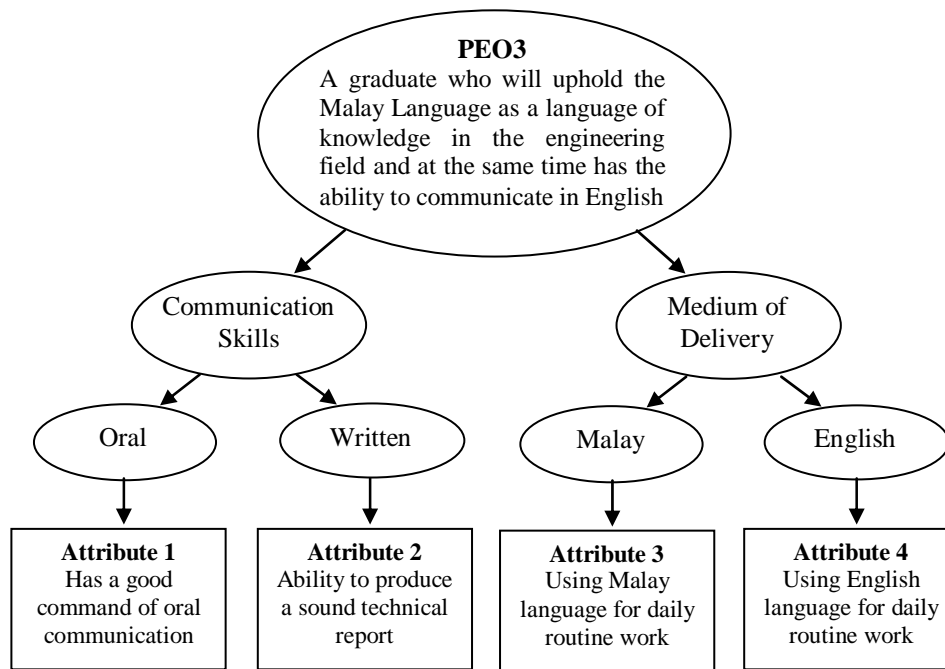 PEO3
A graduate who will uphold the
Malay Language as a language of
knowledge in the engineering
field and at the same time has the
ability to communicate in English
Communication
Skills
Medium of
Delivery
Oral
Written
Malay
English
Attribute 1
Has a good
command of oral
communication
Attribute 2
Ability to produce
a sound technical
report
Attribute 3
Using Malay
language for daily
routine work
Attribute 4
Using English
language for daily
routine work